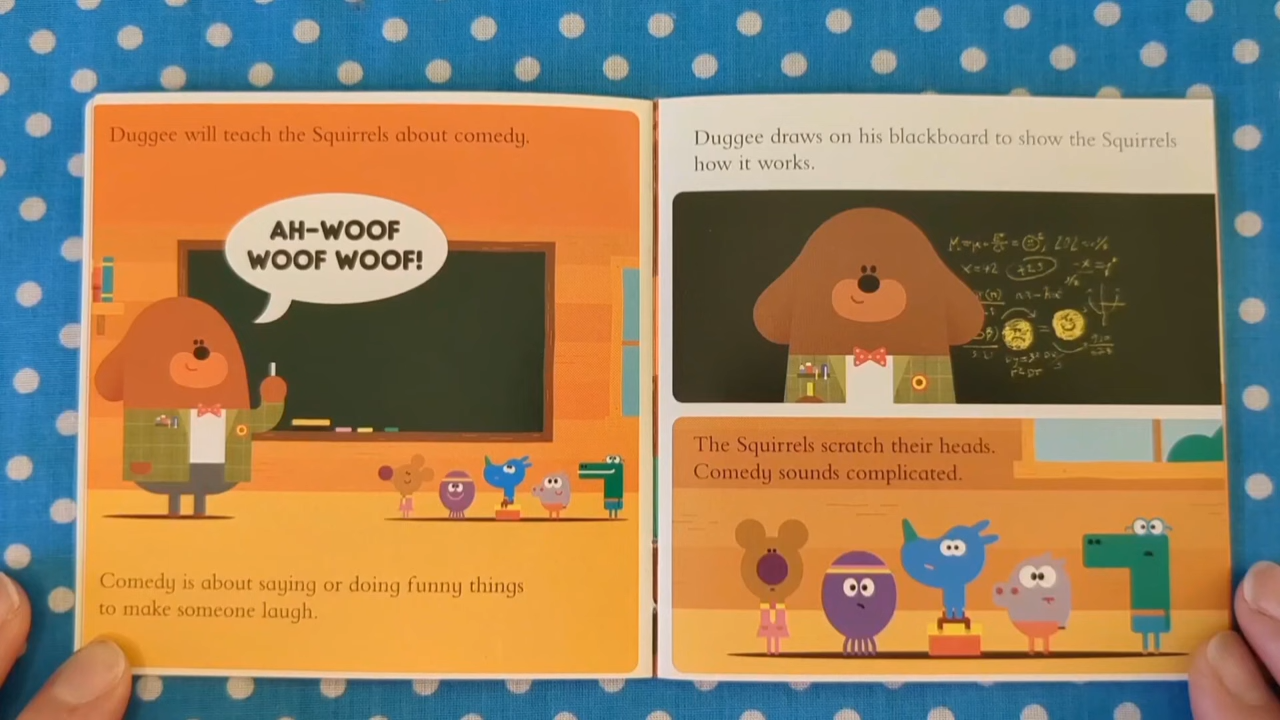 Duggee will teach the Squirrels about comedy.
AH-WOOF
WOOF WOOF!
Comedy is about saying or doing funny things
to make someone laugh.
Duggee draws on his blackboard to show the Squirrels
how it works.
The Squirrels scratch their heads.
Comedy sounds complicated.